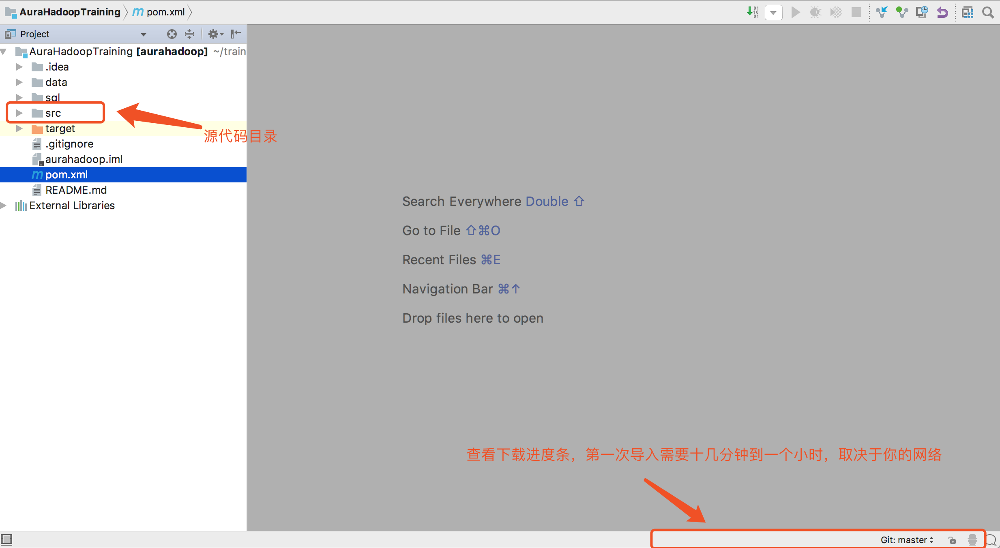 AuraHadoopTraining pom.xml
Project
AuraHadoopTraining [aurahadoop] ~/train
.idea
data
sql
src
target
源代码目录
.gitignore
aurahadoop.iml
pom.xml
README.md
External Libraries
Search Everywhere Double ⇧
Go to File ⇧⌘O
Recent Files ⌘E
Navigation Bar ⌘↑
Drop files here to open
查看下载进度条，第一次导入需要十几分钟到一个小时，取决于你的网络
Git: master